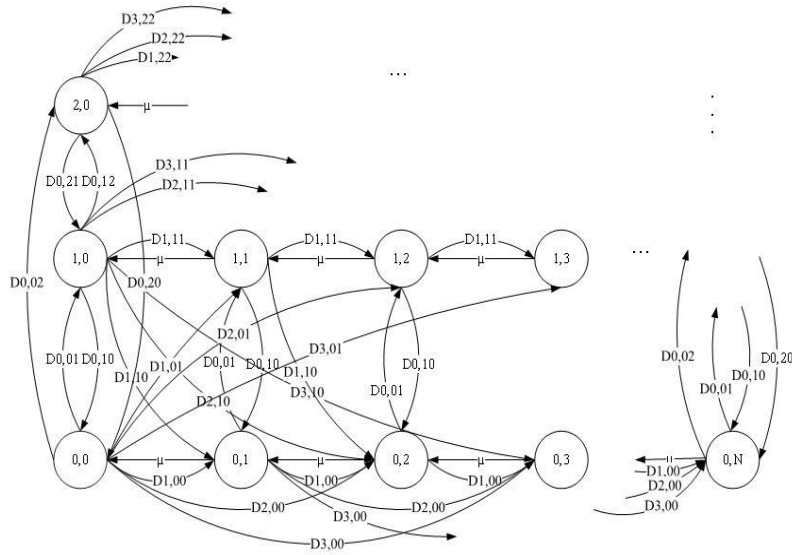 D3,22
D2,22
D1,22
...
2,0
μ
.
.
.
D3,11
D0,21
D0,12
D2,11
D1,11
D1,11
D1,11
1,0
μ
1,1
μ
1,2
μ
1,3
...
D0,02
D0,20
D2,01
D3,01
D0,01
D0,10
D1,01
D0,01
D0,10
D0,10
D0,02
D0,20
D1,10
D1,10
D0,01
D0,10
D0,01
D3,10
D2,10
0,0
μ
0,1
μ
0,2
μ
0,3
μ
0,N
D1,00
D1,00
D1,00
D1,00
D2,00
D2,00
D2,00
D3,00
D3,00
D3,00